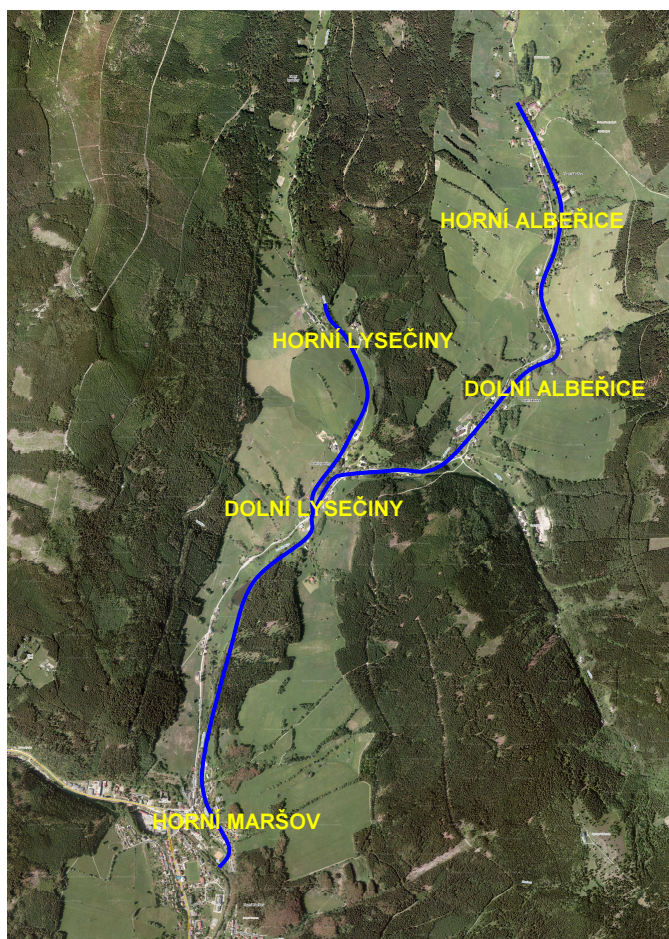 HORNÍ ALBEŘICE
HORNÍ LYSEČINY
DOLNÍ ALBEŘICE
DOLNÍ LYSEČINY
HORNÍ MARŠOV